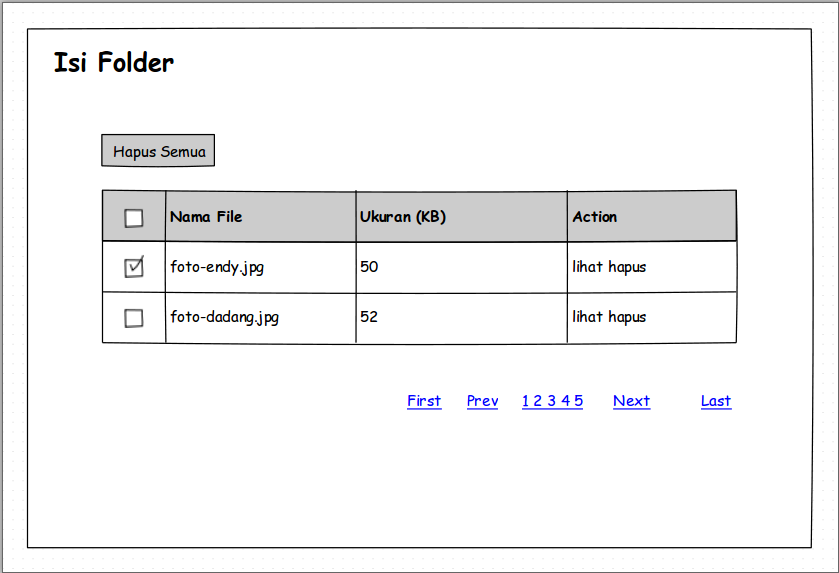 Isi Folder
Hapus Semua
Nama File Ukuran (KB) Action
foto-endy.jpg 50 lihat hapus
foto-dadang.jpg 52 lihat hapus
First Prev 1 2 3 4 5 Next Last